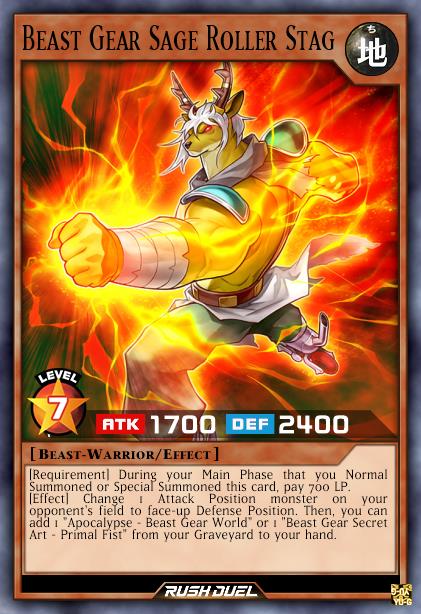 Beast Gear Sage Roller Stag
ち
地
LEVEL
7
ATK 1700 DEF 2400
[Beast-Warrior/Effect]
[Requirement] During your Main Phase that you Normal
Summoned or Special Summoned this card, pay 700 LP.
[Effect] Change 1 Attack Position monster on your
opponent's field to face-up Defense Position. Then, you can
add 1 "Apocalypse - Beast Gear World" or 1 "Beast Gear Secret
Art - Primal Fist" from your Graveyard to your hand.
RUSH DUEL